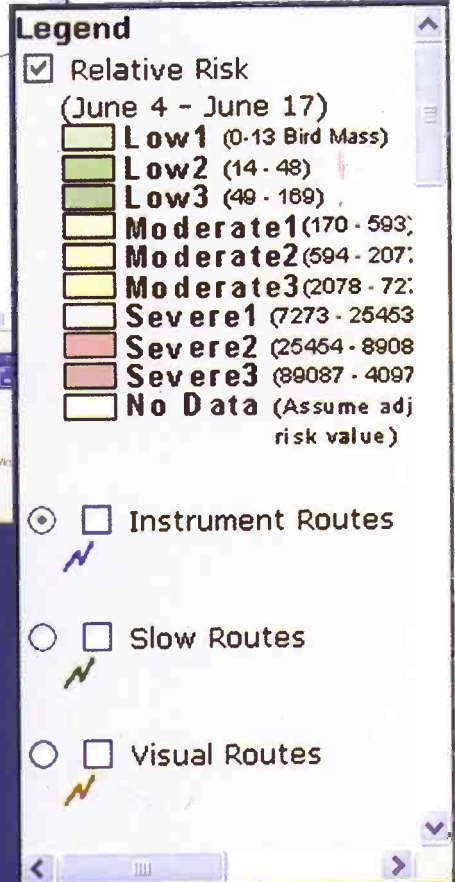 Legend
Relative Risk
(June 4 - June 17)
Low1 (0-13 Bird Mass)
Low2 (14 - 48)
Low3 (49 - 169)
Moderate1(170 - 593)
Moderate2(594 - 207
Moderate3(2078 - 72
Severe1 (7273 - 25453
Severe2 (25454 - 8908
Severe3 (89087 - 4097
No Data (Assume adj
risk value)
Instrument Routes
Slow Routes
Visual Routes